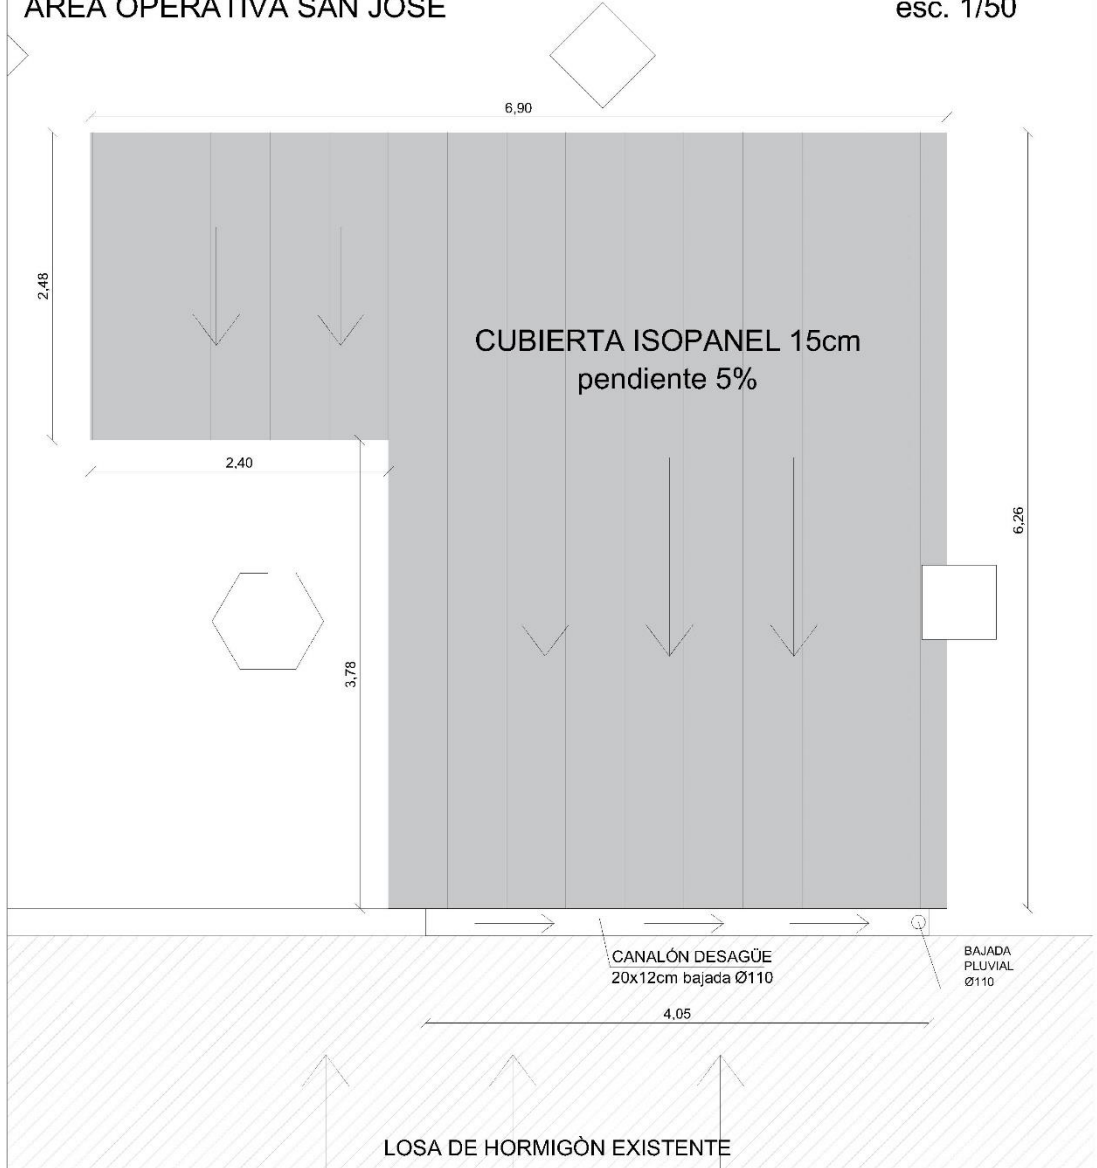 AREA OPERATIVA SAN JOSE
esc. 1/50
6,90
2,48
CUBIERTA ISOPANEL 15cm
pendiente 5%
2,40
6,26
3,78
CANALÓN DESAGÜE
20x12cm bajada Ø110
BAJADA
PLUVIAL
Ø110
4,05
LOSA DE HORMIGÒN EXISTENTE